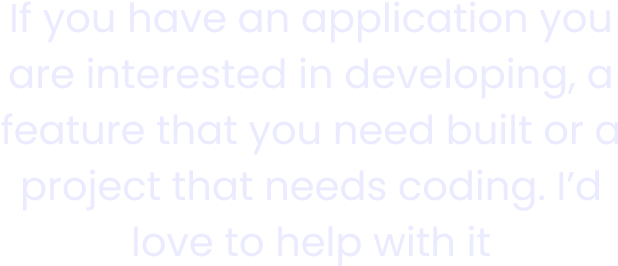 If you have an application you
are interested in developing, a
feature that you need built or a
project that needs coding. I’d
love to help with it